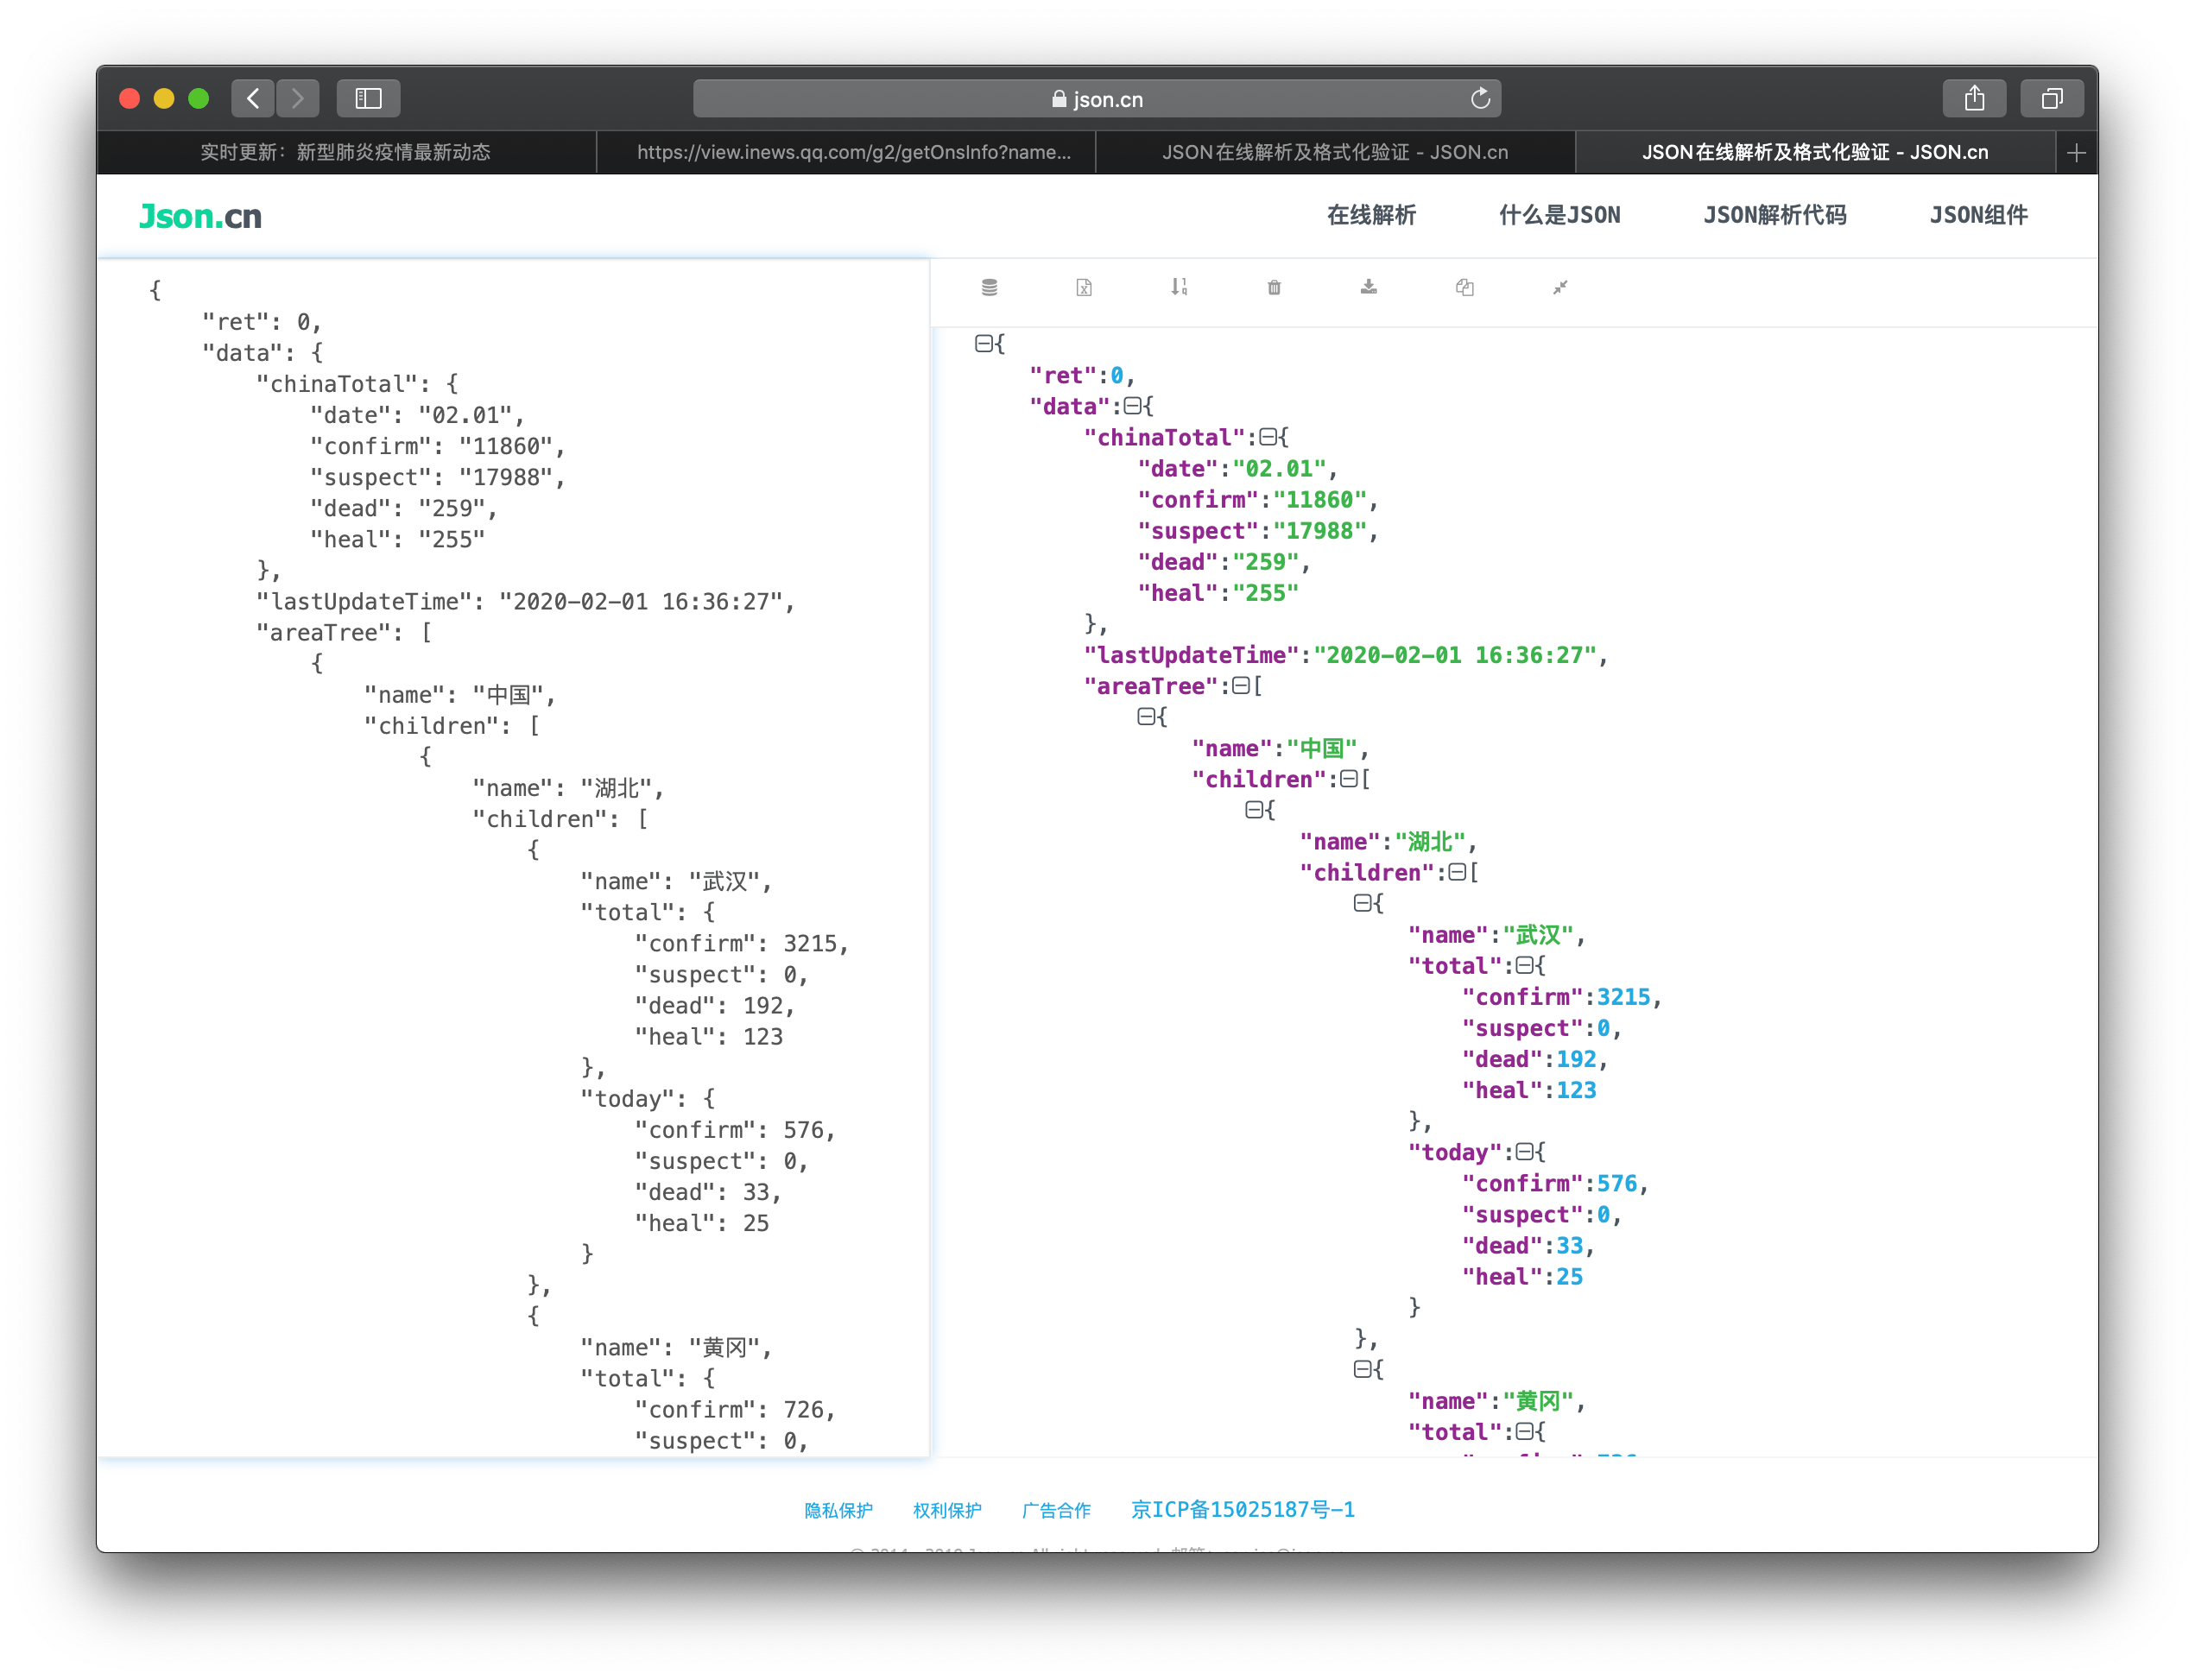 json.cn
实时更新：新型肺炎疫情最新动态
https://view.inews.qq.com/g2/getOnsInfo?name...
JSON在线解析及格式化验证 - JSON.cn
JSON在线解析及格式化验证 - JSON.cn
Json.cn
在线解析 什么是JSON JSON解析代码 JSON组件
{
"ret": 0,
"data": {
"chinaTotal": {
"date": "02.01",
"confirm": "11860",
"suspect": "17988",
"dead": "259",
"heal": "255"
},
"lastUpdateTime": "2020-02-01 16:36:27",
"areaTree": [
{
"name": "中国",
"children": [
{
"name": "湖北",
"children": [
{
"name": "武汉",
"total": {
"confirm": 3215,
"suspect": 0,
"dead": 192,
"heal": 123
},
"today": {
"confirm": 576,
"suspect": 0,
"dead": 33,
"heal": 25
}
},
{
"name": "黄冈",
"total": {
"confirm": 726,
"suspect": 0,
{
"ret":0,
"data":{
"chinaTotal":{
"date":"02.01",
"confirm":"11860",
"suspect":"17988",
"dead":"259",
"heal":"255"
},
"lastUpdateTime":"2020-02-01 16:36:27",
"areaTree":[
{
"name":"中国",
"children":[
{
"name":"湖北",
"children":[
{
"name":"武汉",
"total":{
"confirm":3215,
"suspect":0,
"dead":192,
"heal":123
},
"today":{
"confirm":576,
"suspect":0,
"dead":33,
"heal":25
}
},
{
"name":"黄冈",
"total":{
隐私保护 权利保护 广告合作 京ICP备15025187号-1